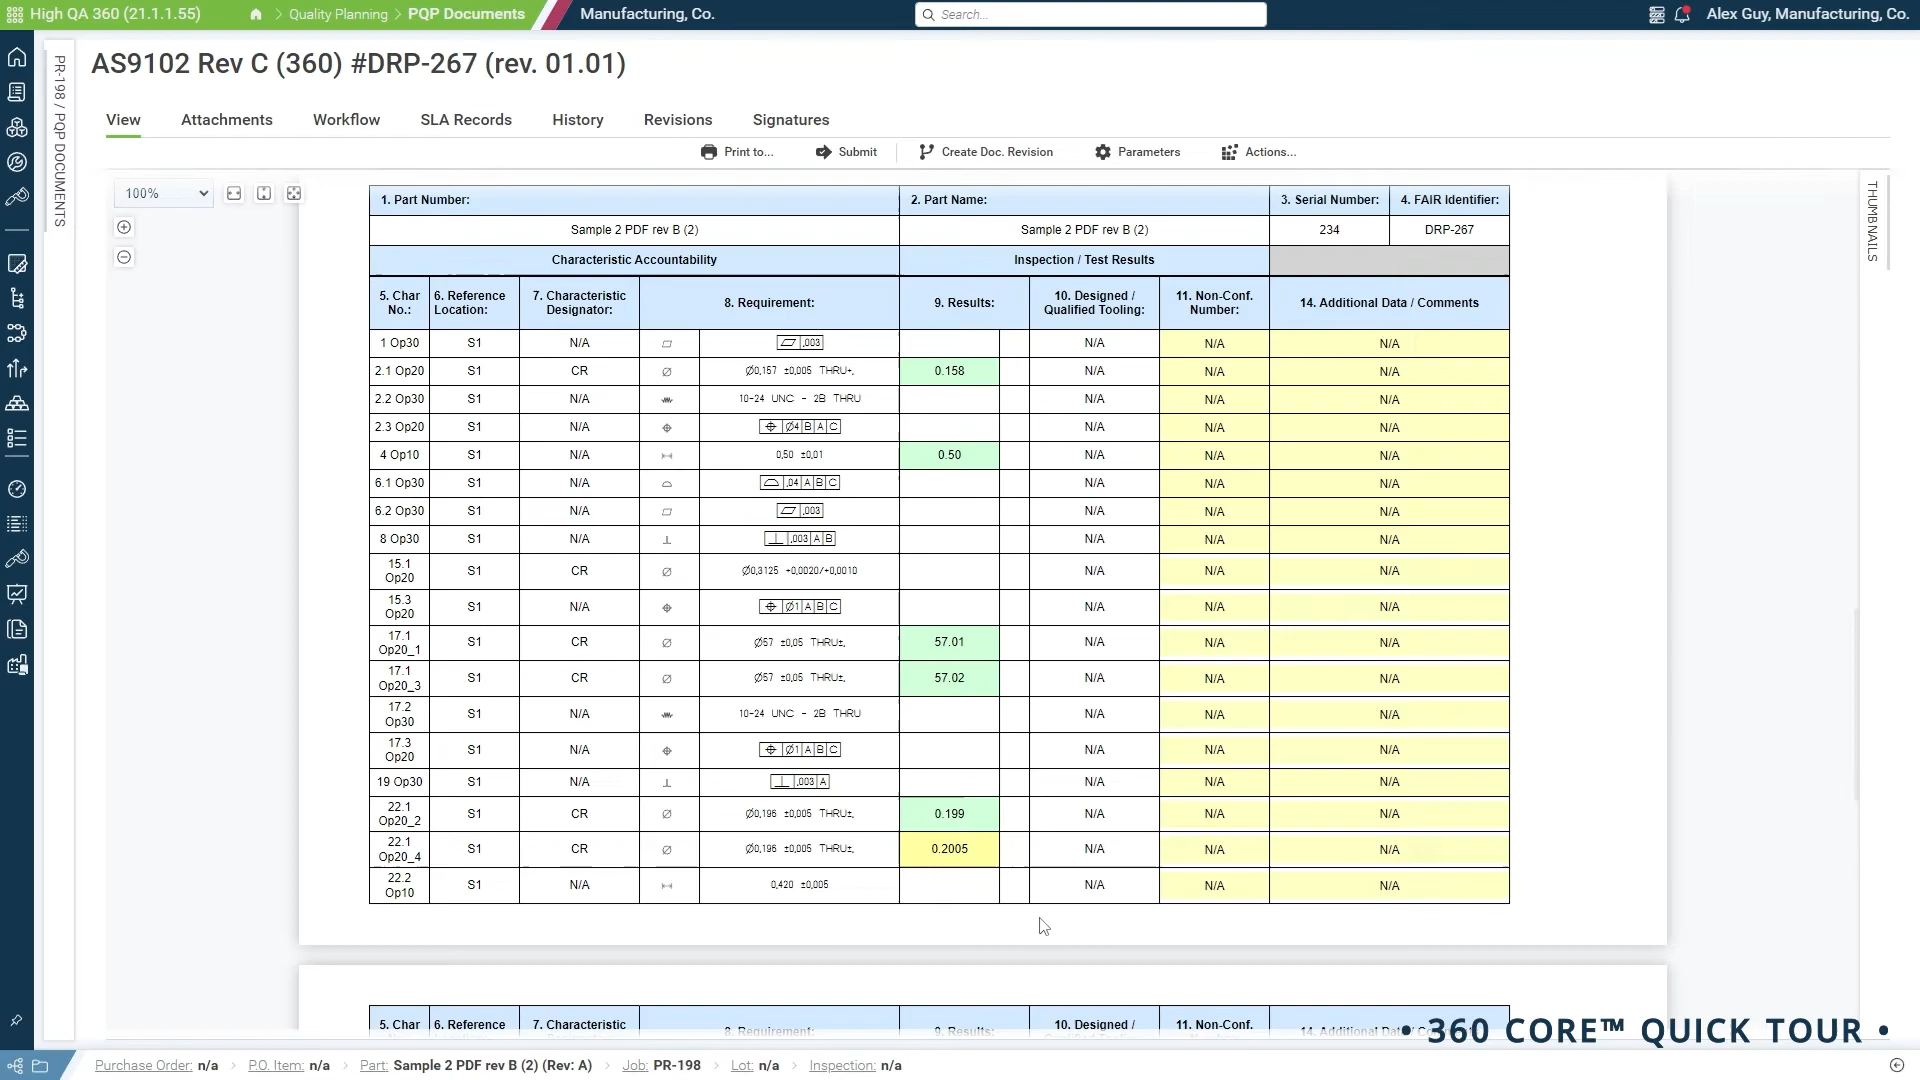 High QA 360 (21.1.1.55) Quality Planning PQP Documents Manufacturing, Co. Search... Alex Guy, Manufacturing, Co.
PR-198 / PQP DOCUMENTS
AS9102 Rev C (360) #DRP-267 (rev. 01.01)
View Attachments Workflow SLA Records History Revisions Signatures
Print to... Submit Create Doc. Revision Parameters Actions...
100%
THUMBNAILS
1. Part Number: 2. Part Name: 3. Serial Number: 4. FAIR Identifier:
Sample 2 PDF rev B (2) Sample 2 PDF rev B (2) 234 DRP-267
Characteristic Accountability Inspection / Test Results
5. Char No.: 6. Reference Location: 7. Characteristic Designator: 8. Requirement: 9. Results: 10. Designed / Qualified Tooling: 11. Non-Conf. Number: 14. Additional Data / Comments
1 Op30 S1 N/A ⏥ ⏥ .003 N/A N/A N/A
2.1 Op20 S1 CR ∅ ∅0,157 ±0,005 THRU+, 0.158 N/A N/A N/A
2.2 Op30 S1 N/A 10-24 UNC - 2B THRU N/A N/A N/A
2.3 Op20 S1 N/A ⌖ ⌖ ∅4 B A C N/A N/A N/A
4 Op10 S1 N/A 0,50 ±0,01 0.50 N/A N/A N/A
6.1 Op30 S1 N/A ⌓ ⌓ .04 A B C N/A N/A N/A
6.2 Op30 S1 N/A ⏥ ⏥ .003 N/A N/A N/A
8 Op30 S1 N/A ⊥ ⊥ .003 A B N/A N/A N/A
15.1 Op20 S1 CR ∅ ∅0,3125 +0,0020/+0,0010 N/A N/A N/A
15.3 Op20 S1 N/A ⌖ ⌖ ∅1 A B C N/A N/A N/A
17.1 Op20_1 S1 CR ∅ ∅57 ±0,05 THRU±, 57.01 N/A N/A N/A
17.1 Op20_3 S1 CR ∅ ∅57 ±0,05 THRU±, 57.02 N/A N/A N/A
17.2 Op30 S1 N/A 10-24 UNC - 2B THRU N/A N/A N/A
17.3 Op20 S1 N/A ⌖ ⌖ ∅1 A B C N/A N/A N/A
19 Op30 S1 N/A ⊥ ⊥ .003 A N/A N/A N/A
22.1 Op20_2 S1 CR ∅ ∅0,196 ±0,005 THRU±, 0.199 N/A N/A N/A
22.1 Op20_4 S1 CR ∅ ∅0,196 ±0,005 THRU±, 0.2005 N/A N/A N/A
22.2 Op10 S1 N/A 0,420 ±0,005 N/A N/A N/A
5. Char 6. Reference 7. Characteristic 8. Requirement: 9. Results: 10. Designed / 11. Non-Conf.
• 360 CORE™ QUICK TOUR •
Purchase Order: n/a P.O. Item: n/a Part: Sample 2 PDF rev B (2) (Rev: A) Job: PR-198 Lot: n/a Inspection: n/a